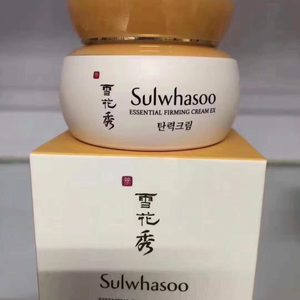 雪花秀
Sulwhasoo
ESSENTIAL FIRMING CREAM EX
탄력크림
雪花秀
Sulwhasoo